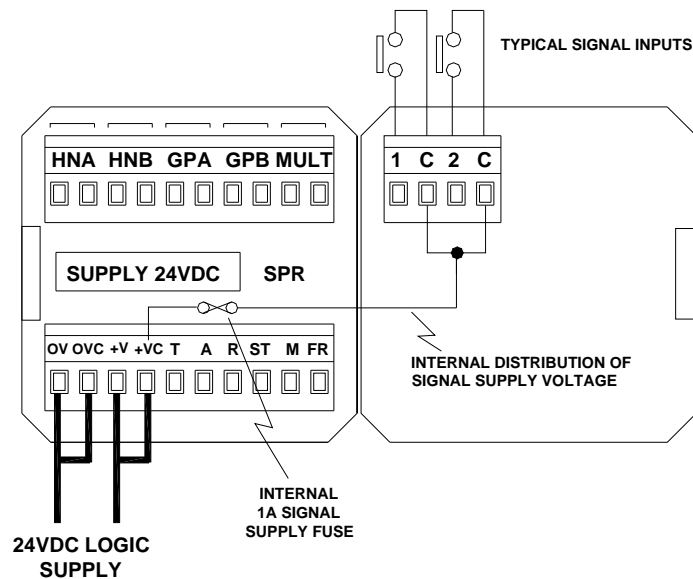 TYPICAL SIGNAL INPUTS
HNA HNB GPA GPB MULT
1 C 2 C
SUPPLY 24VDC SPR
OV OVC +V +VC T A R ST M FR
INTERNAL DISTRIBUTION OF
SIGNAL SUPPLY VOLTAGE
INTERNAL
1A SIGNAL
SUPPLY FUSE
24VDC LOGIC
SUPPLY